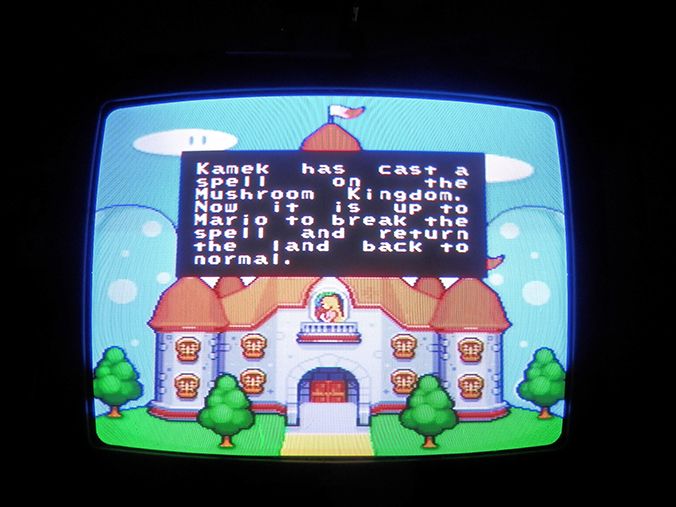 Kamek has cast a
spell on the
Mushroom Kingdom.
Now it is up to
Mario to break the
spell and return
the land back to
normal.